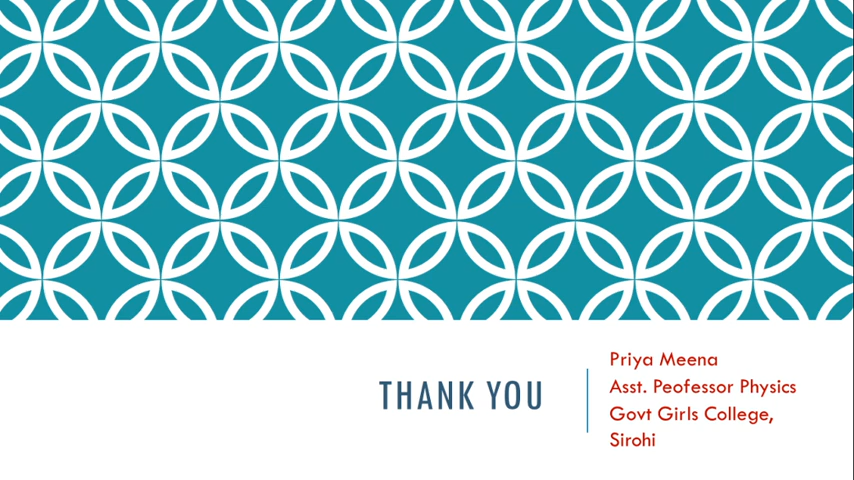 THANK YOU
Priya Meena
Asst. Peofessor Physics
Govt Girls College,
Sirohi